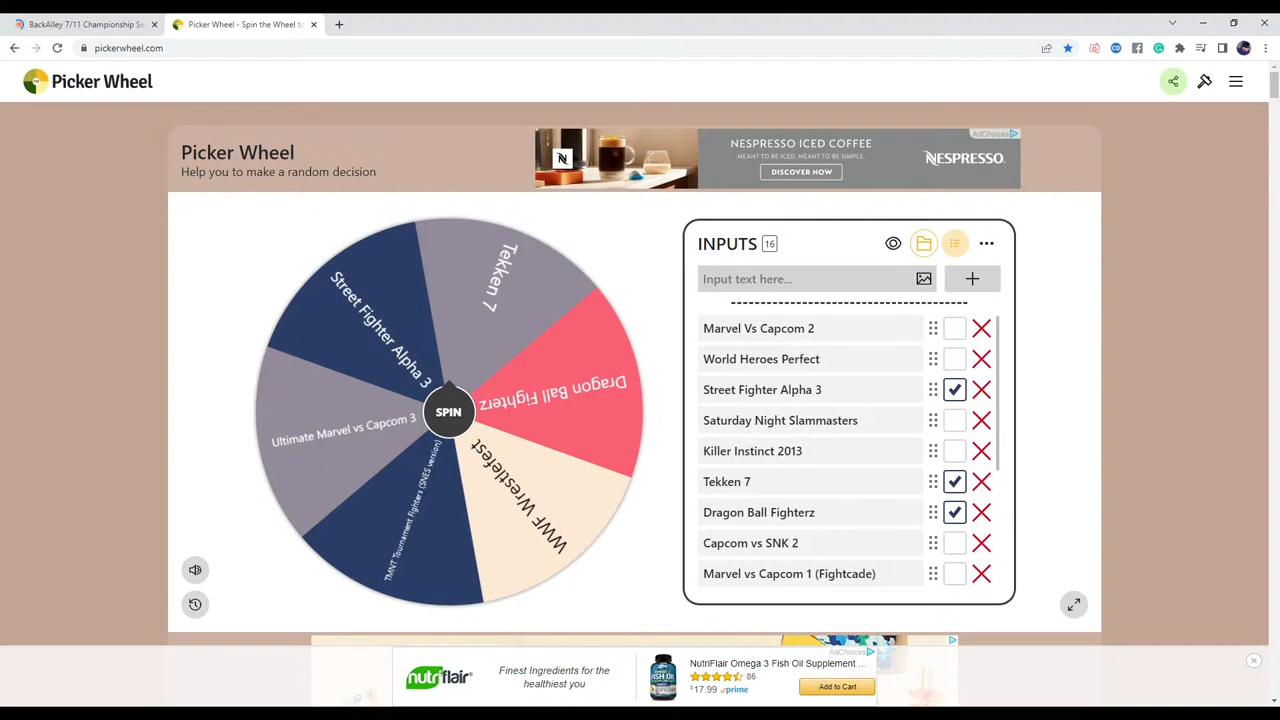 BackAlley 7/11 Championship Se
Picker Wheel - Spin the Wheel to
pickerwheel.com
Picker Wheel
Picker Wheel
Help you to make a random decision
NESPRESSO ICED COFFEE
MEANT TO BE ICED. MEANT TO BE SIMPLE.
DISCOVER NOW
NESPRESSO.
AdChoices
Tekken 7
Street Fighter Alpha 3
Dragon Ball Fighterz
Ultimate Marvel vs Capcom 3
SPIN
TMNT Tournament Fighters (SNES version)
WWF Wrestlefest
INPUTS 16
Input text here...
Marvel Vs Capcom 2
World Heroes Perfect
Street Fighter Alpha 3
Saturday Night Slammasters
Killer Instinct 2013
Tekken 7
Dragon Ball Fighterz
Capcom vs SNK 2
Marvel vs Capcom 1 (Fightcade)
nutriflair
Finest Ingredients for the
healthiest you
AdChoices
NutriFlair Omega 3 Fish Oil Supplement ...
86
$17.99 prime
Add to Cart